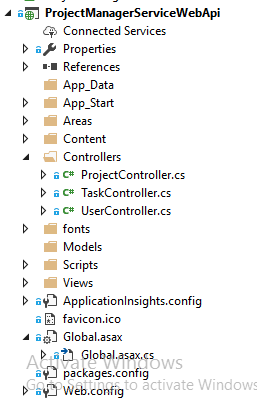 ProjectManagerServiceWebApi
Connected Services
Properties
References
App_Data
App_Start
Areas
Content
Controllers
C# ProjectController.cs
C# TaskController.cs
C# UserController.cs
fonts
Models
Scripts
Views
ApplicationInsights.config
favicon.ico
Global.asax
Global.asax.cs
Activate Windows
packages.config
Go to Settings to activate Windows
Web.config